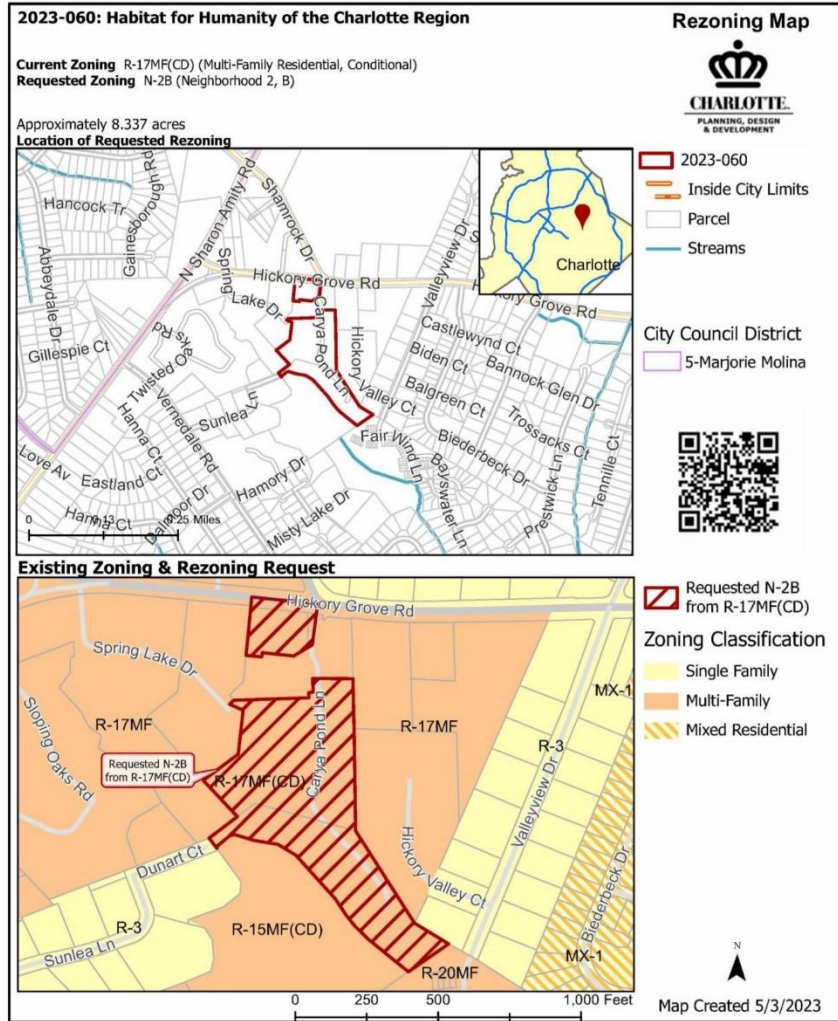 2023-060: Habitat for Humanity of the Charlotte Region
Current Zoning R-17MF(CD) (Multi-Family Residential, Conditional)
Requested Zoning N-2B (Neighborhood 2, B)
Approximately 8.337 acres
Location of Requested Rezoning
Rezoning Map
CHARLOTTE.
PLANNING, DESIGN
& DEVELOPMENT
Hancock Tr
Gainesborough Rd
Abbeydale Dr
N Sharon Amity Rd
Shamrock Dr
Spring
Lake Dr
Hickory Grove Rd
Valleyview Dr
Hickory Grove Rd
Charlotte
Carya Pond Ln
Hickory Valley Ct
Castlewynd Ct
Biden Ct
Bannock Glen Dr
Balgreen Ct
Trossacks Ct
Gillespie Ct
Twisted Oaks Rd
Vernedale Rd
Sunlea Ln
Hanna Ct
Fair Wind Ln
Biederbeck Dr
Bayswater Ln
Prestwick Ln
Tennille Ct
Love Av
Eastland Ct
Hamory Dr
Dalmoor Dr
Misty Lake Dr
Hanna Ct
0 0.13 0.25 Miles
2023-060
Inside City Limits
Parcel
Streams
City Council District
5-Marjorie Molina
Existing Zoning & Rezoning Request
Hickory Grove Rd
Spring Lake Dr
Sloping Oaks Rd
R-17MF
Requested N-2B
from R-17MF(CD)
R-17MF(CD)
Carya Pond Ln
R-17MF
R-3
MX-1
Valleyview Dr
Hickory Valley Ct
Dunart Ct
R-3
Sunlea Ln
R-15MF(CD)
R-20MF
Biederbeck Dr
MX-1
0 250 500 1,000 Feet
Requested N-2B
from R-17MF(CD)
Zoning Classification
Single Family
Multi-Family
Mixed Residential
N
Map Created 5/3/2023